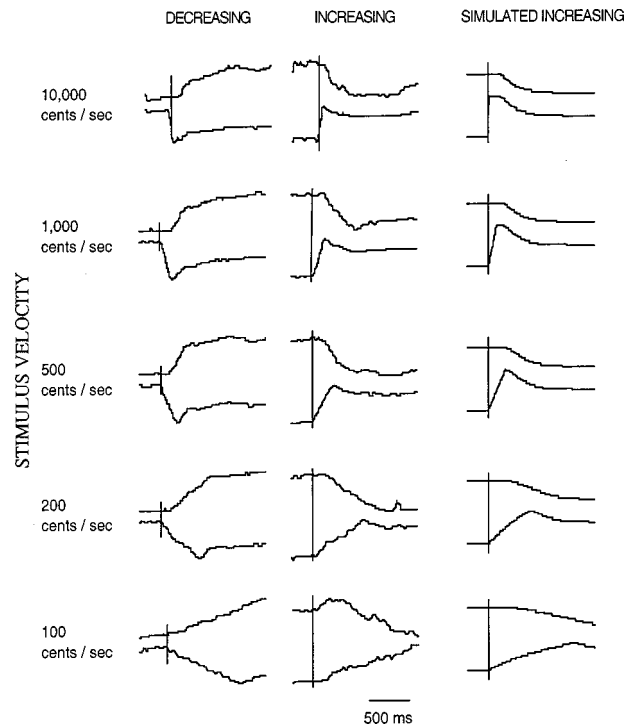 DECREASING
INCREASING
SIMULATED INCREASING
10,000
cents / sec
1,000
cents / sec
STIMULUS VELOCITY
500
cents / sec
200
cents / sec
100
cents / sec
500 ms